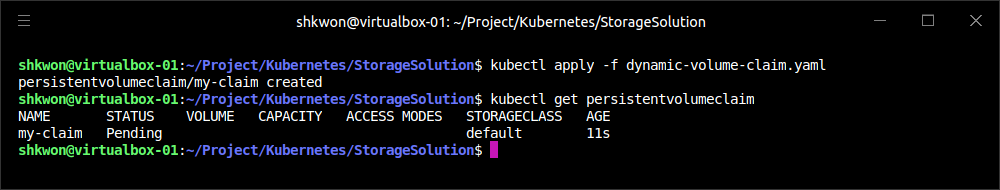 shkwon@virtualbox-01: ~/Project/Kubernetes/StorageSolution
shkwon@virtualbox-01:~/Project/Kubernetes/StorageSolution$ kubectl apply -f dynamic-volume-claim.yaml
persistentvolumeclaim/my-claim created
shkwon@virtualbox-01:~/Project/Kubernetes/StorageSolution$ kubectl get persistentvolumeclaim
NAME       STATUS    VOLUME   CAPACITY   ACCESS MODES   STORAGECLASS   AGE
my-claim   Pending                                      default        11s
shkwon@virtualbox-01:~/Project/Kubernetes/StorageSolution$